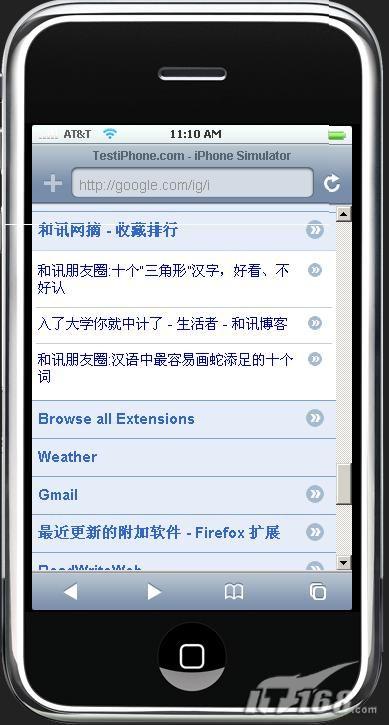 AT&T 11:10 AM
TestiPhone.com - iPhone Simulator
http://google.com/ig/i
和讯网摘 - 收藏排行
和讯朋友圈:十个"三角形"汉字，好看、不
好认
入了大学你就中计了 - 生活者 - 和讯博客
和讯朋友圈:汉语中最容易画蛇添足的十个
词
Browse all Extensions
Weather
Gmail
最近更新的附加软件 - Firefox 扩展
ReadWriteWeb
IT168.com